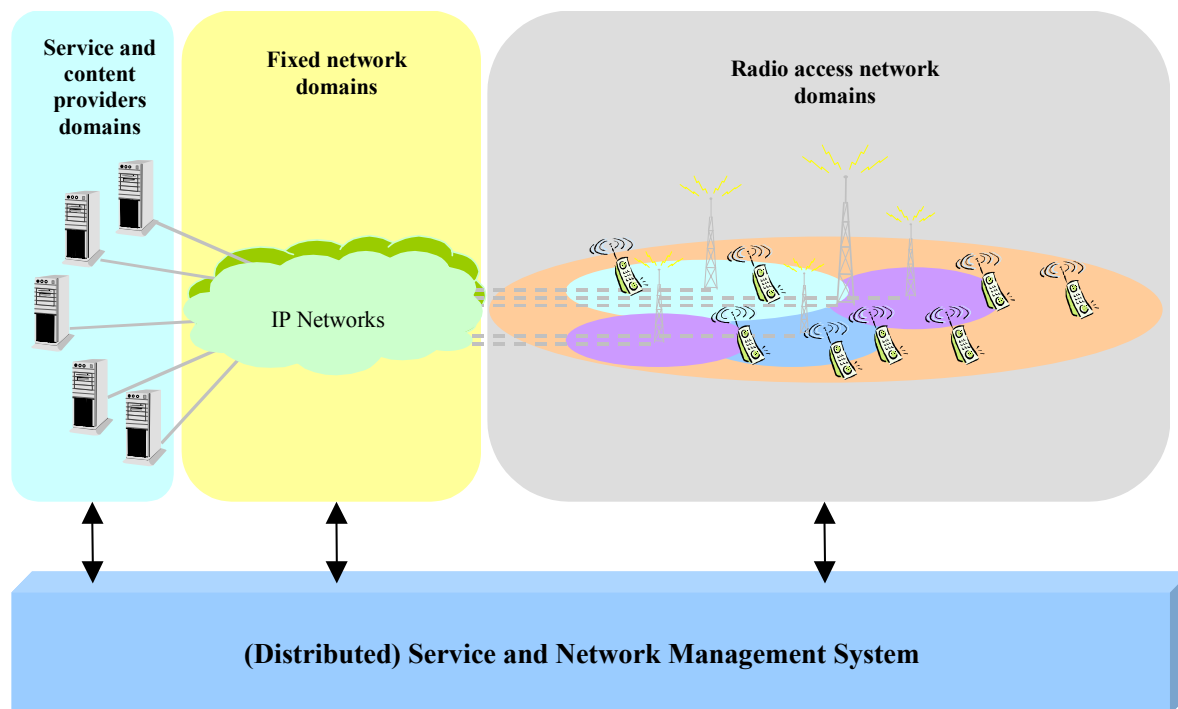 Service and
content
providers
domains
Fixed network
domains
Radio access network
domains
IP Networks
(Distributed) Service and Network Management System